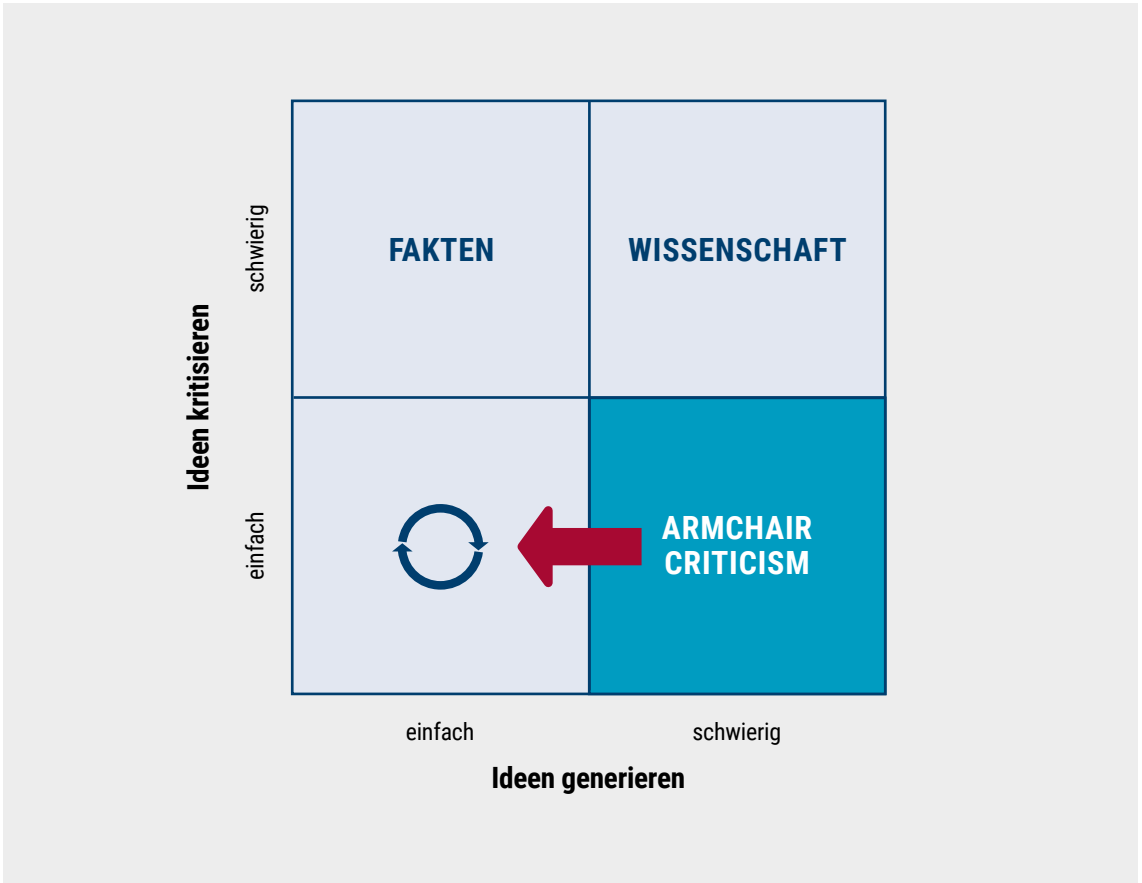 Ideen kritisieren
schwierig
FAKTEN
WISSENSCHAFT
einfach
ARMCHAIR
CRITICISM
einfach
schwierig
Ideen generieren